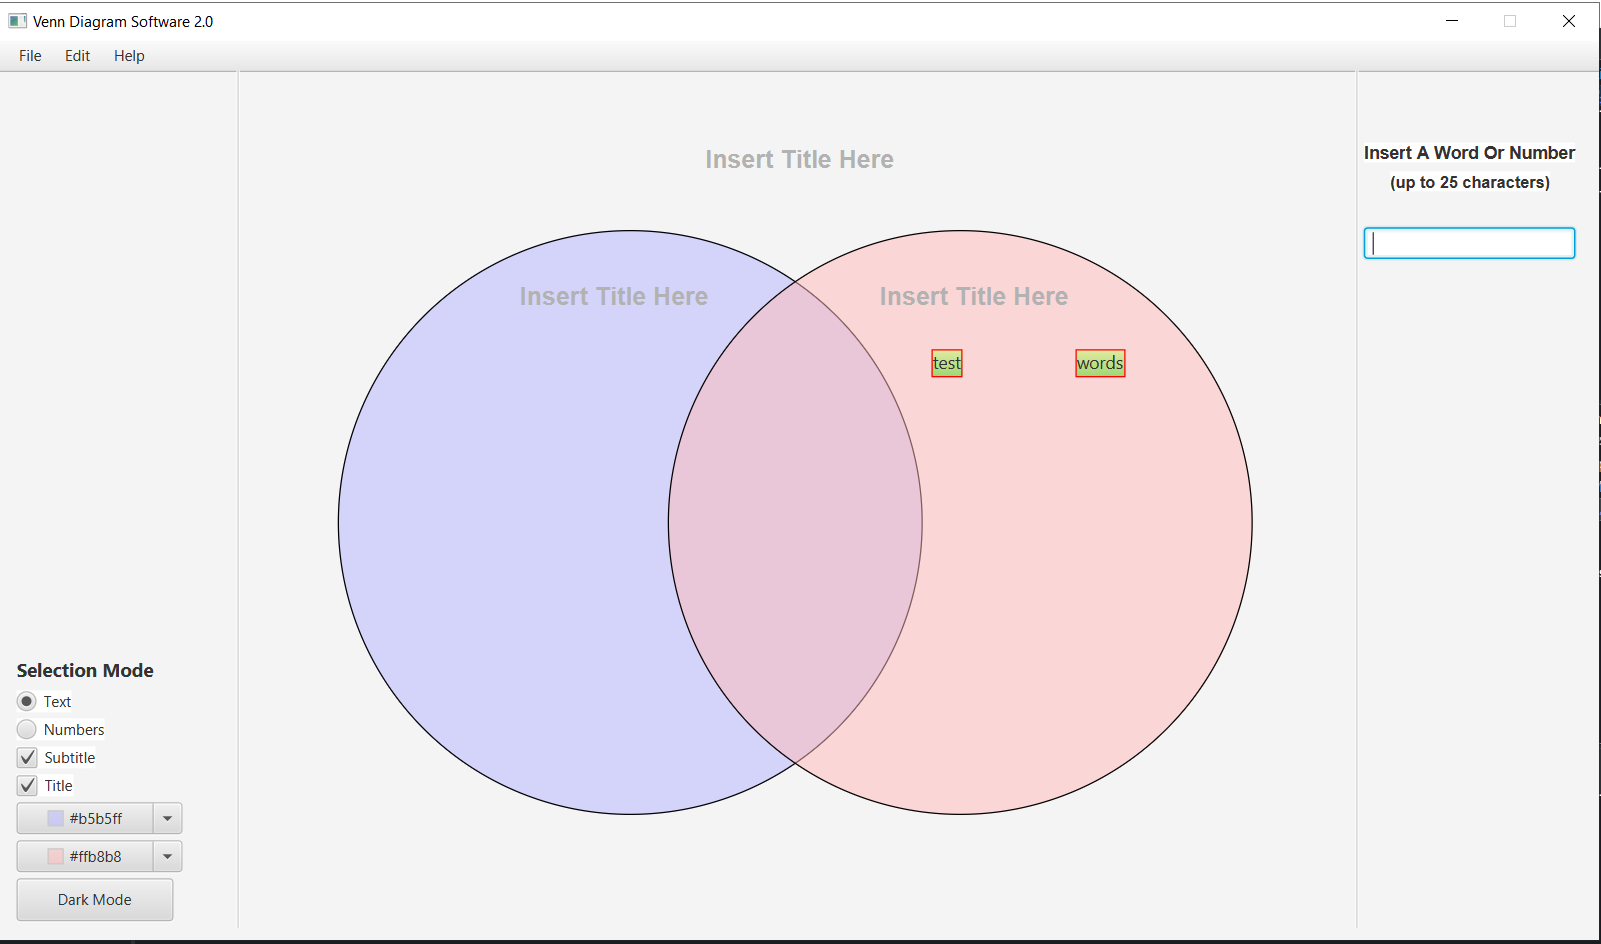 Venn Diagram Software 2.0
File Edit Help
Insert Title Here
Insert A Word Or Number
(up to 25 characters)
Insert Title Here Insert Title Here
test words
Selection Mode
Text
Numbers
Subtitle
Title
#b5b5ff
#ffb8b8
Dark Mode